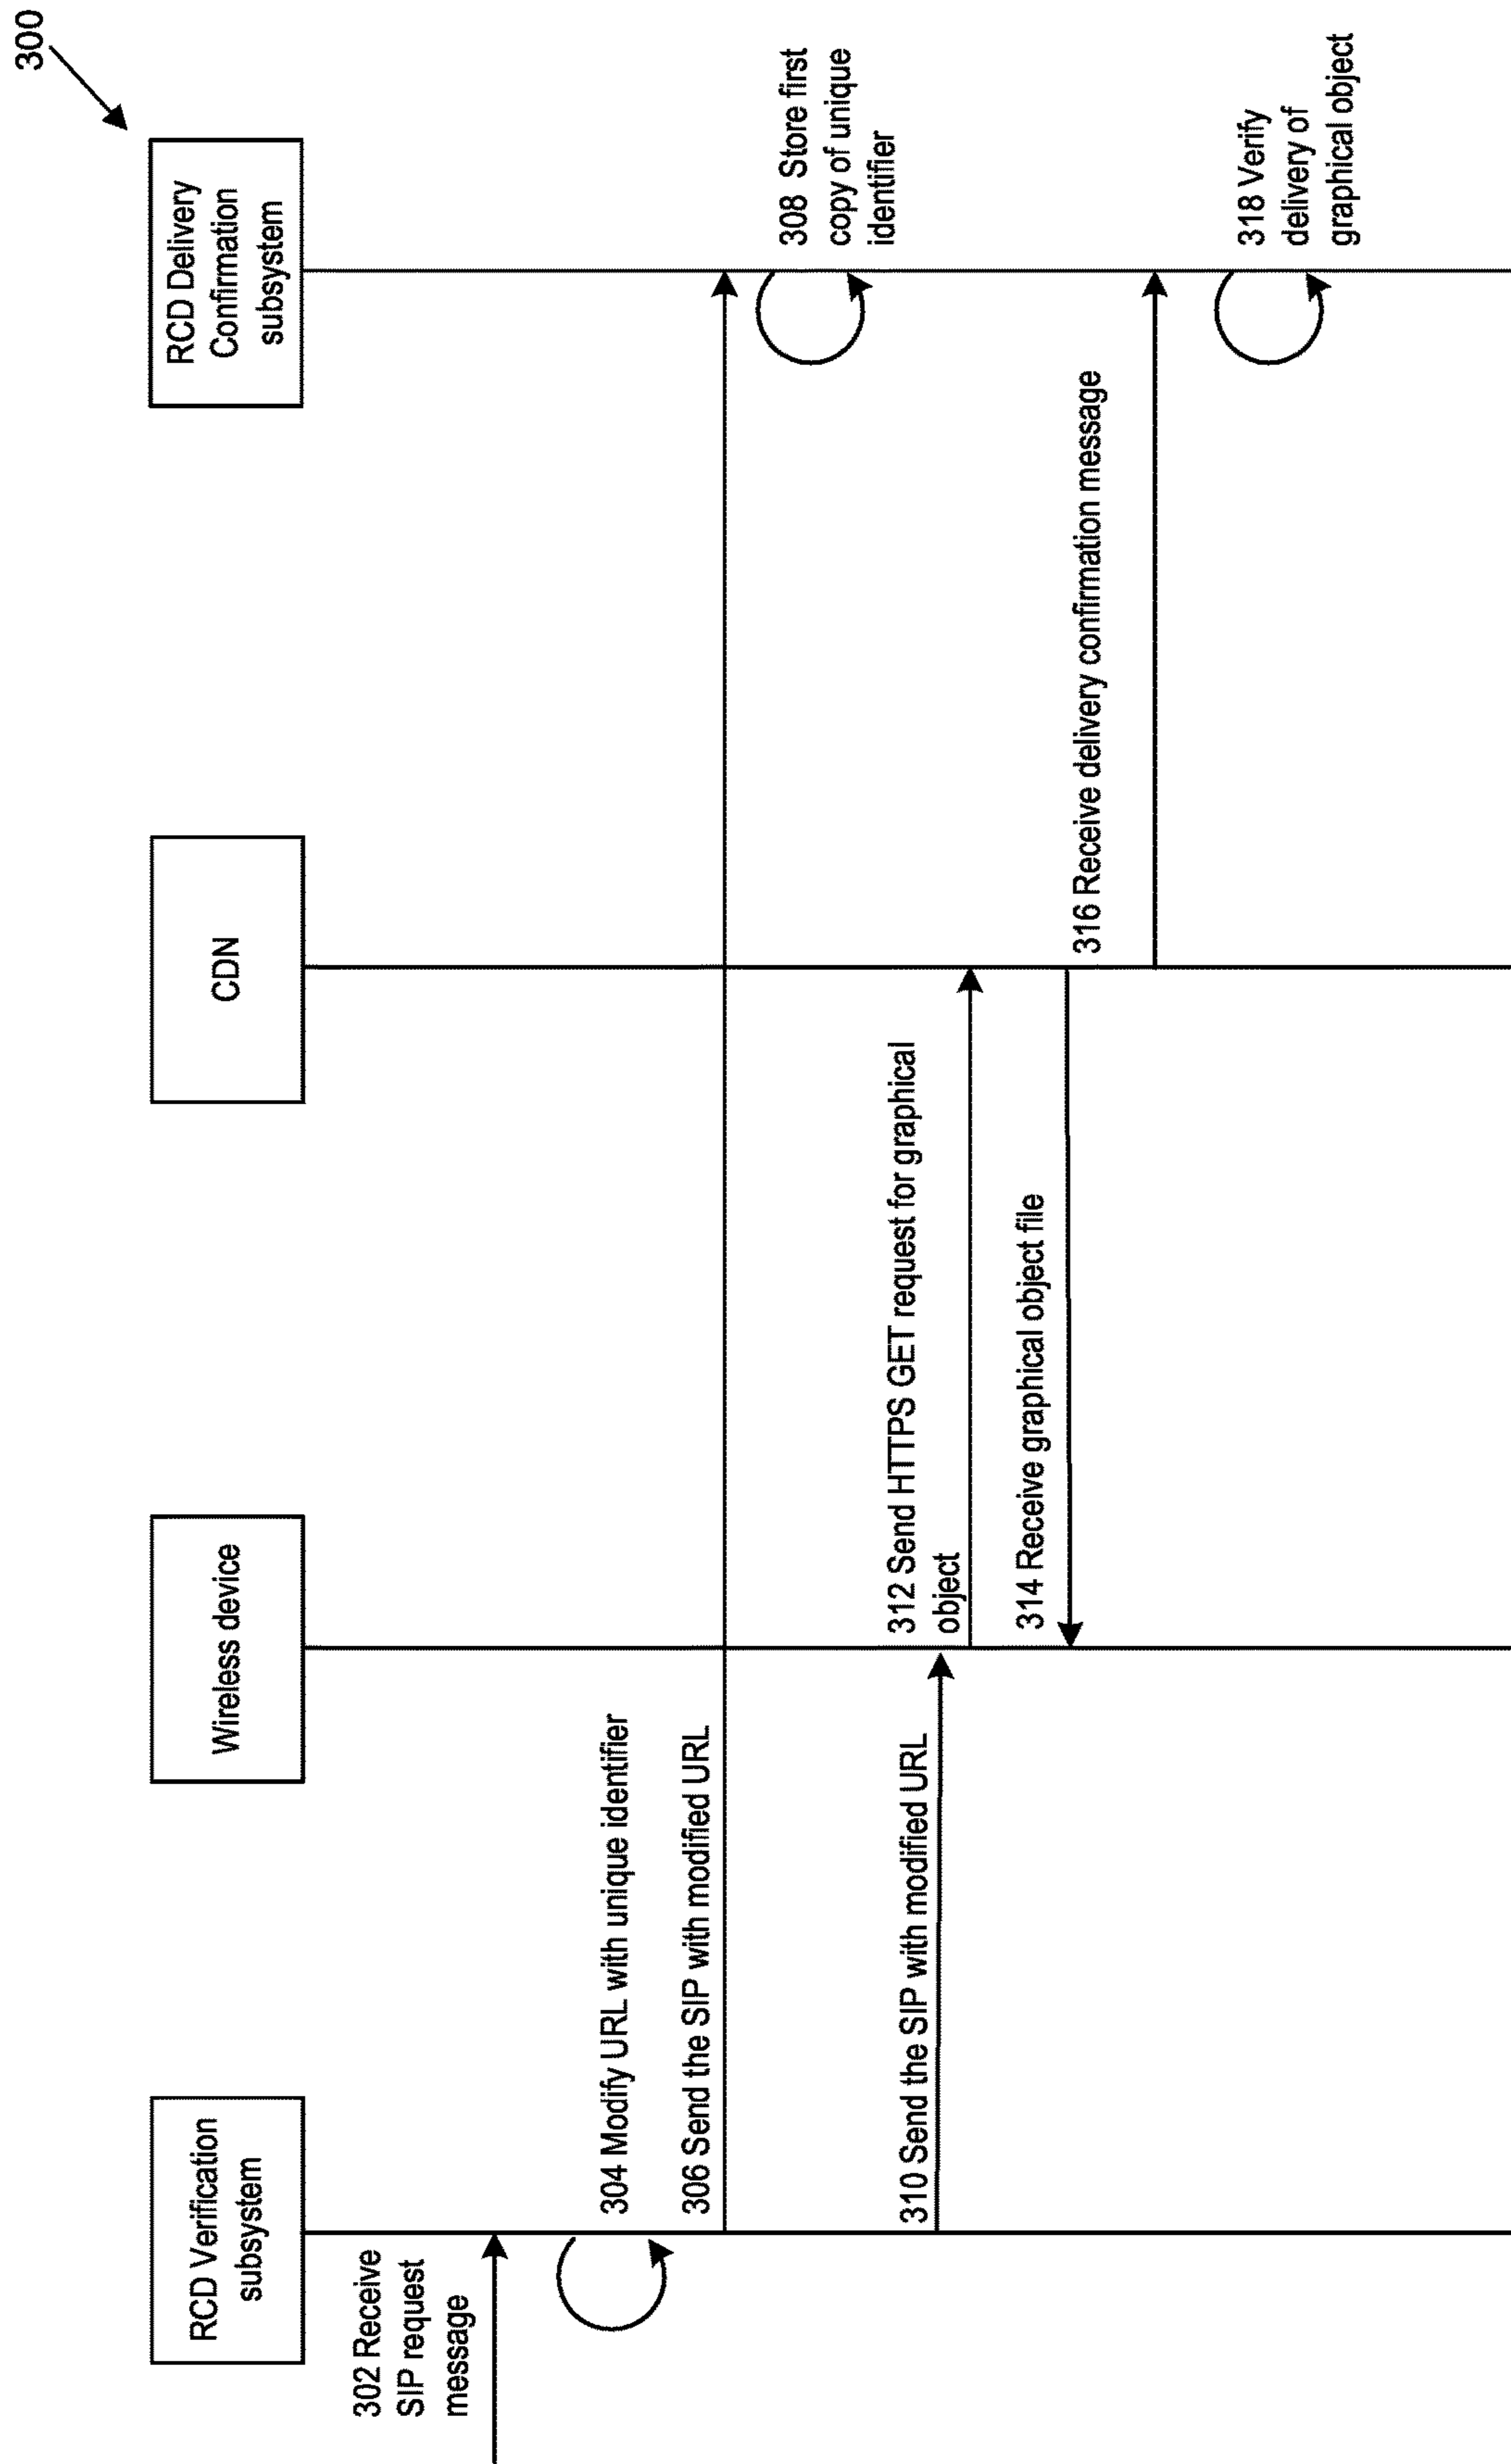 300
RCD Verification
subsystem
Wireless device
CDN
RCD Delivery
Confirmation
subsystem
302 Receive
SIP request
message
304 Modify URL with unique identifier
306 Send the SIP with modified URL
308 Store first
copy of unique
identifier
310 Send the SIP with modified URL
312 Send HTTPS GET request for graphical
object
314 Receive graphical object file
316 Receive delivery confirmation message
318 Verify
delivery of
graphical object